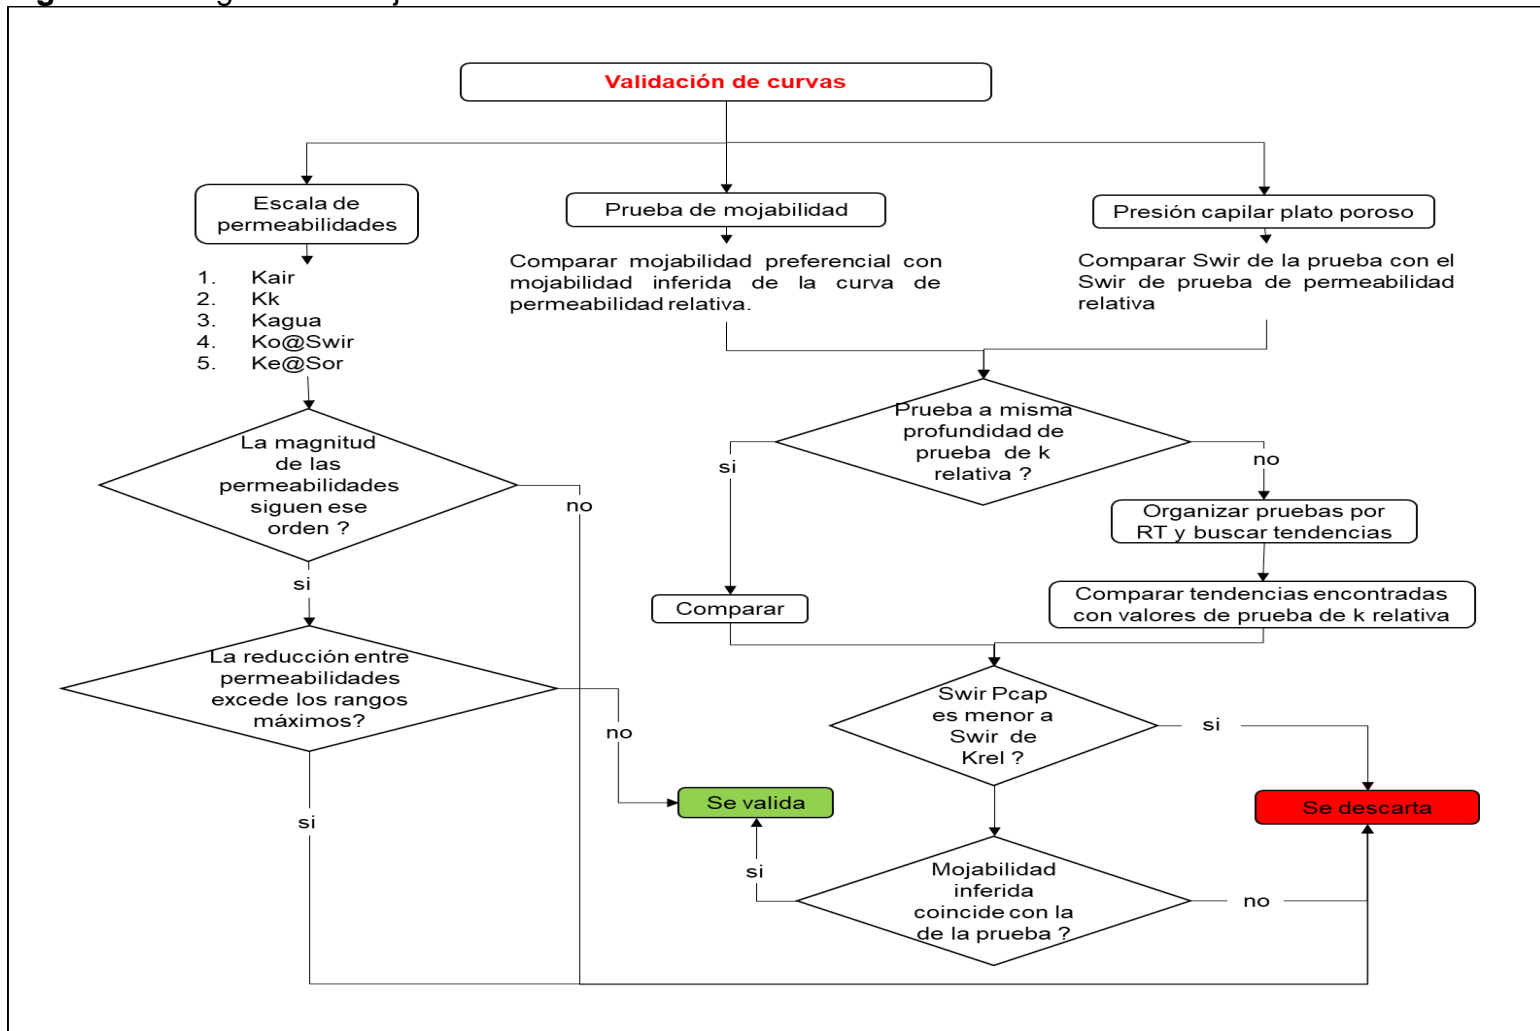 Validación de curvas
Escala de
permeabilidades
Prueba de mojabilidad
Presión capilar plato poroso
1. Kair
2. Kk
3. Kagua
4. Ko@Swir
5. Ke@Sor
Comparar mojabilidad preferencial con
mojabilidad inferida de la curva de
permeabilidad relativa.
Comparar Swir de la prueba con el
Swir de prueba de permeabilidad
relativa
La magnitud
de las
permeabilidades
siguen ese
orden ?
no
si
Prueba a misma
profundidad de
prueba de k
relativa ?
si
no
Organizar pruebas por
RT y buscar tendencias
Comparar
Comparar tendencias encontradas
con valores de prueba de k relativa
La reducción entre
permeabilidades
excede los rangos
máximos?
no
si
Swir Pcap
es menor a
Swir de
Krel ?
si
Se valida
Se descarta
Mojabilidad
inferida
coincide con la
de la prueba ?
si
no